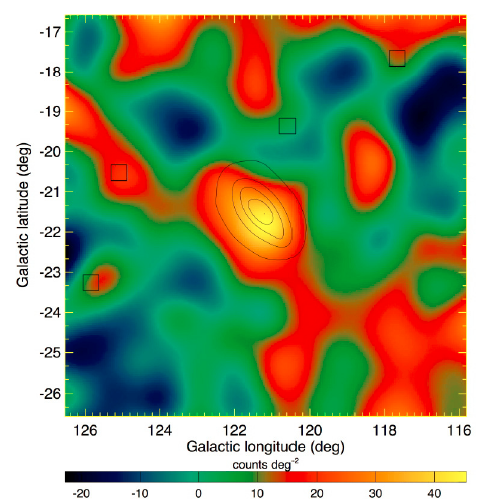 -17
-18
-19
-20
-21
-22
-23
-24
-25
-26
Galactic latitude (deg)
126 124 122 120 118 116
Galactic longitude (deg)
counts deg⁻²
-20 -10 0 10 20 30 40